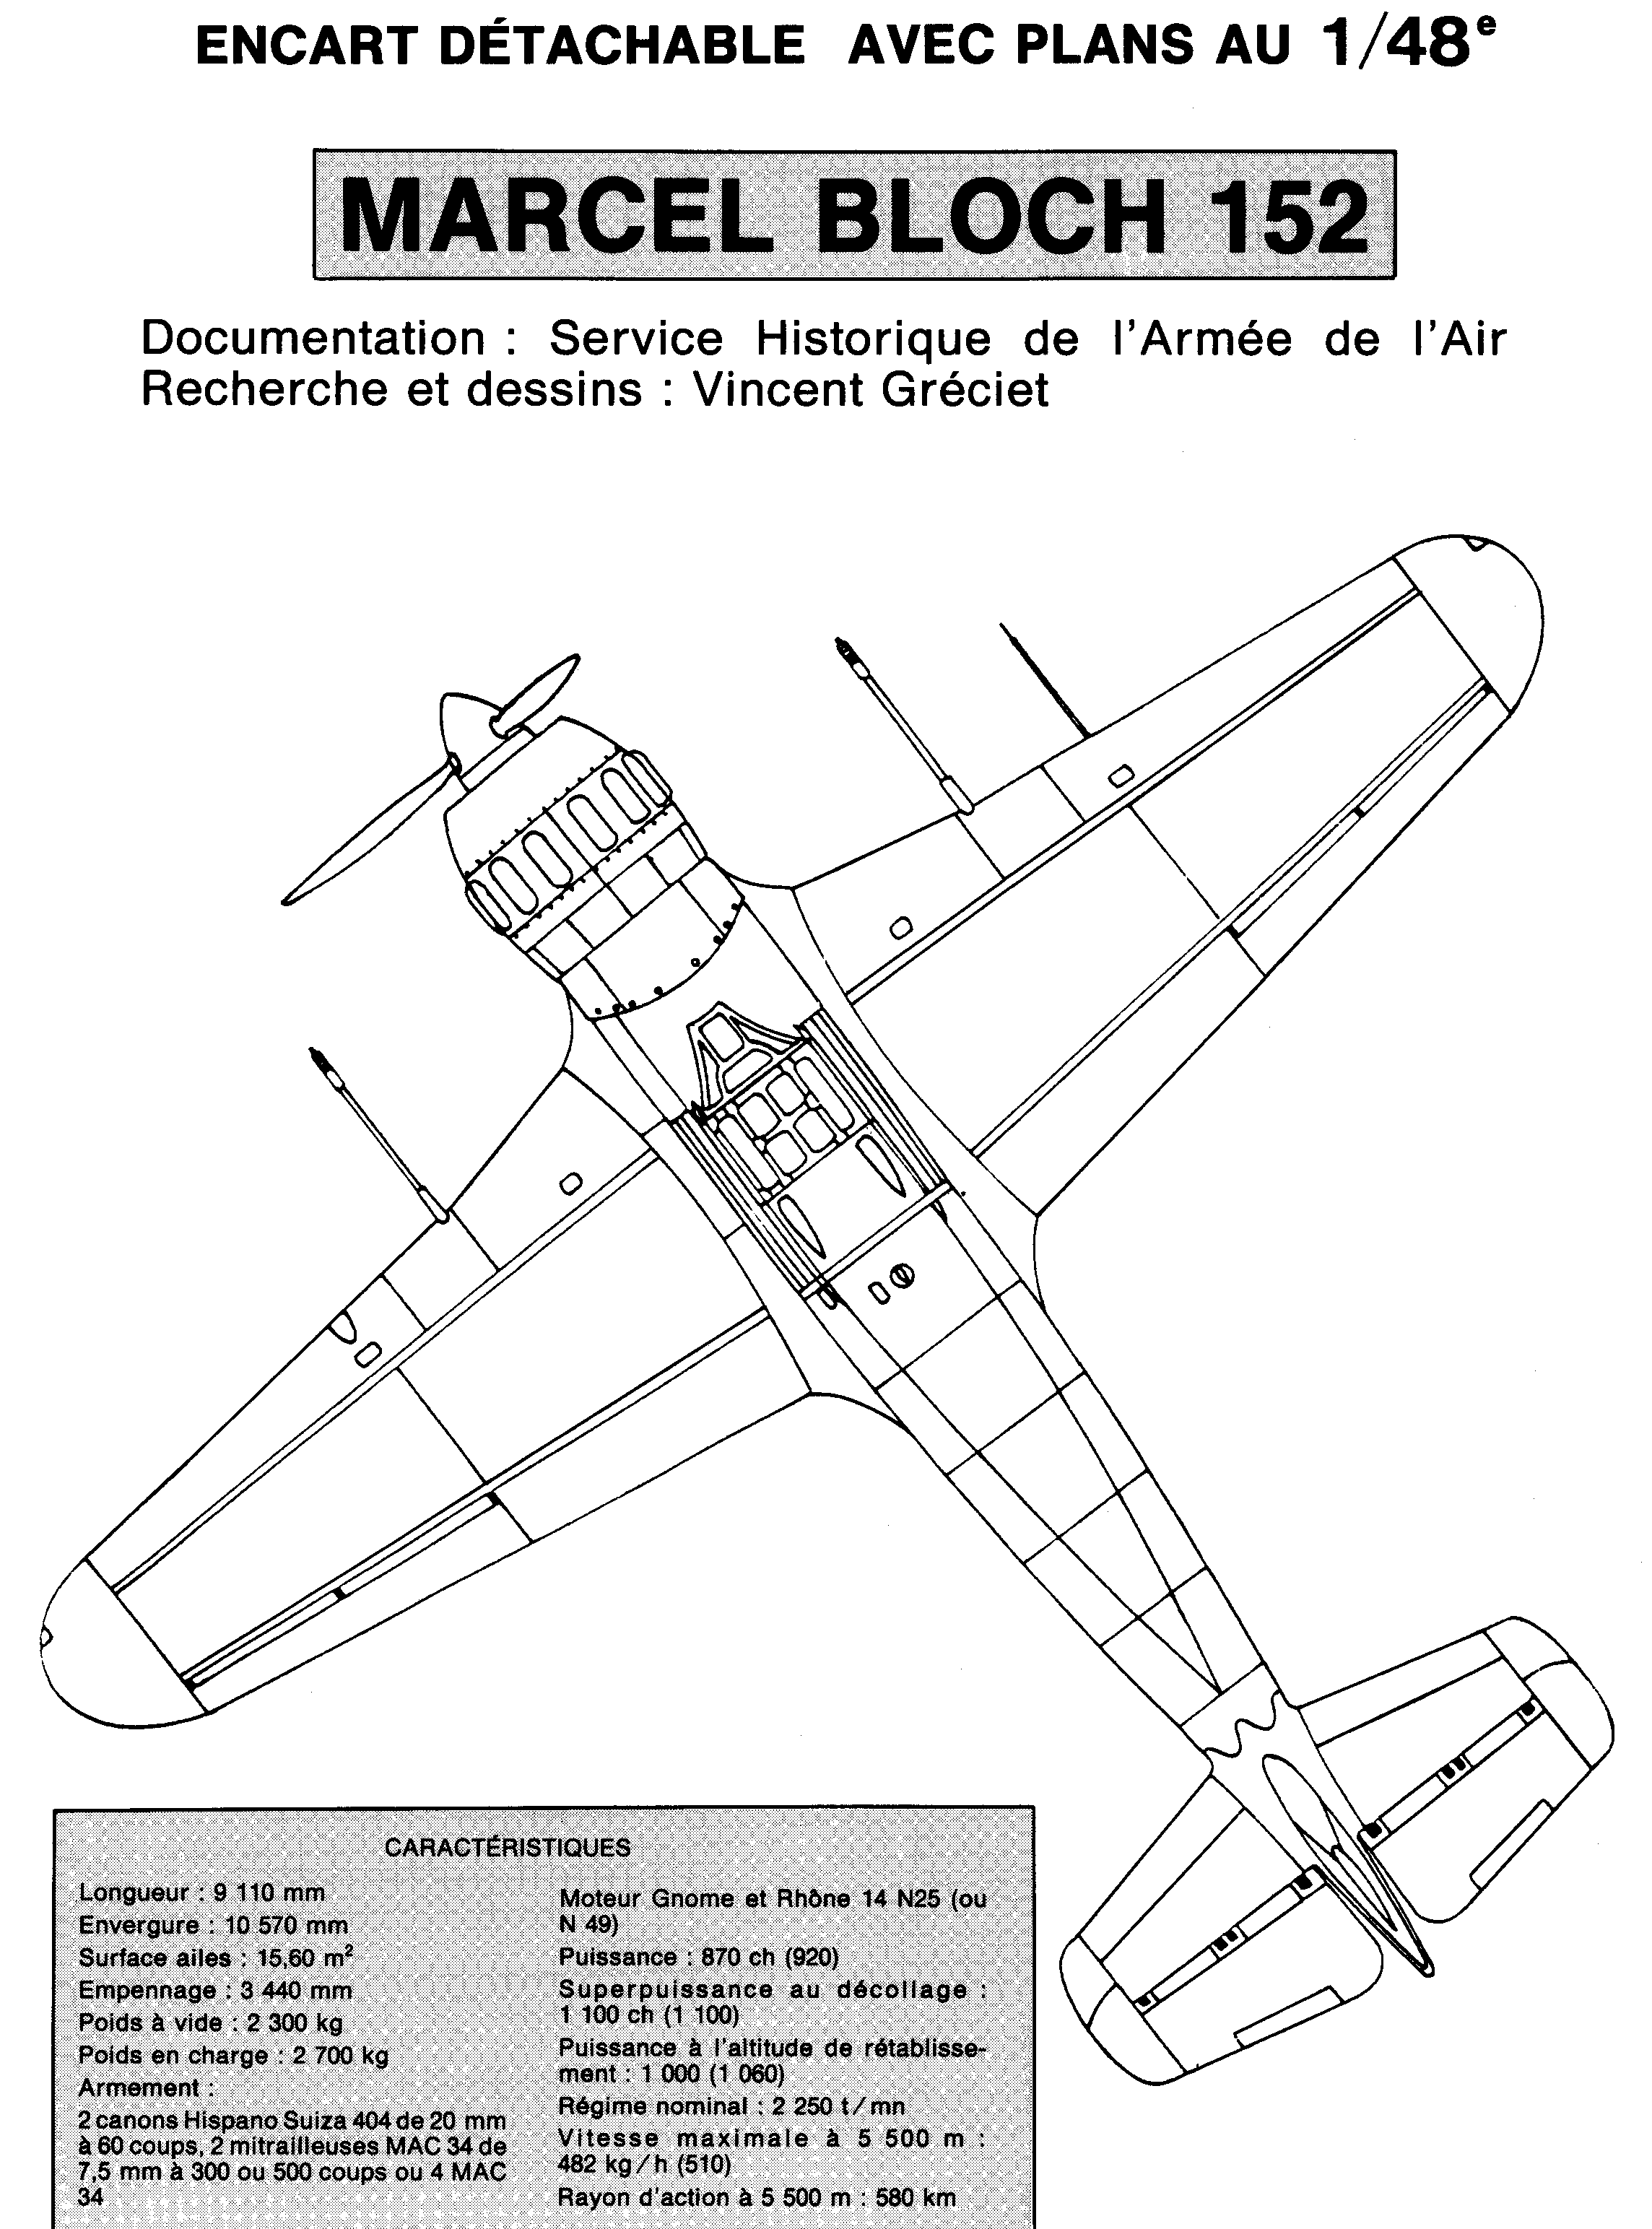 ENCART DÉTACHABLE AVEC PLANS AU 1/48e
MARCEL BLOCH 152
Documentation : Service Historique de l'Armée de l'Air
Recherche et dessins : Vincent Gréciet
CARACTÉRISTIQUES
Longueur : 9 110 mm
Envergure : 10 570 mm
Surface ailes : 15,60 m²
Empennage : 3 440 mm
Poids à vide : 2 300 kg
Poids en charge : 2 700 kg
Armement :
2 canons Hispano Suiza 404 de 20 mm
à 60 coups, 2 mitrailleuses MAC 34 de
7,5 mm à 300 ou 500 coups ou 4 MAC
34
Moteur Gnome et Rhône 14 N25 (ou
N 49)
Puissance : 870 ch (920)
Superpuissance au décollage :
1 100 ch (1 100)
Puissance à l'altitude de rétablisse-
ment : 1 000 (1 060)
Régime nominal : 2 250 t/mn
Vitesse maximale à 5 500 m :
482 kg/h (510)
Rayon d'action à 5 500 m : 580 km